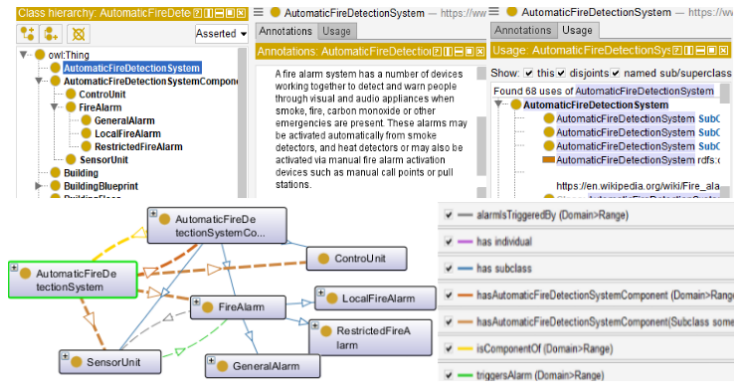 Class hierarchy: AutomaticFireDete
Asserted
owl:Thing
AutomaticFireDetectionSystem
AutomaticFireDetectionSystemCompone
ControUnit
FireAlarm
GeneralAlarm
LocalFireAlarm
RestrictedFireAlarm
SensorUnit
Building
BuildingBlueprint
BuildingFloor
AutomaticFireDetectionSystem — https://ww
Annotations Usage
Annotations: AutomaticFireDetection
A fire alarm system has a number of devices
working together to detect and warn people
through visual and audio appliances when
smoke, fire, carbon monoxide or other
emergencies are present. These alarms may
be activated automatically from smoke
detectors, and heat detectors or may also be
activated via manual fire alarm activation
devices such as manual call points or pull
stations.
AutomaticFireDetectionSystem — https://ww
Annotations Usage
Usage: AutomaticFireDetectionSys
Show: this disjoints named sub/superclass
Found 68 uses of AutomaticFireDetectionSystem
AutomaticFireDetectionSystem
AutomaticFireDetectionSystem SubC
AutomaticFireDetectionSystem SubC
AutomaticFireDetectionSystem SubC
AutomaticFireDetectionSystem rdfs:c
https://en.wikipedia.org/wiki/Fire_ala
AutomaticFireDe
tectionSystemCo...
ControUnit
AutomaticFireDe
tectionSystem
FireAlarm
LocalFireAlarm
RestrictedFireA
larm
SensorUnit
GeneralAlarm
alarmIsTriggeredBy (Domain>Range)
has individual
has subclass
hasAutomaticFireDetectionSystemComponent (Domain>Range
hasAutomaticFireDetectionSystemComponent(Subclass some
isComponentOf (Domain>Range)
triggersAlarm (Domain>Range)